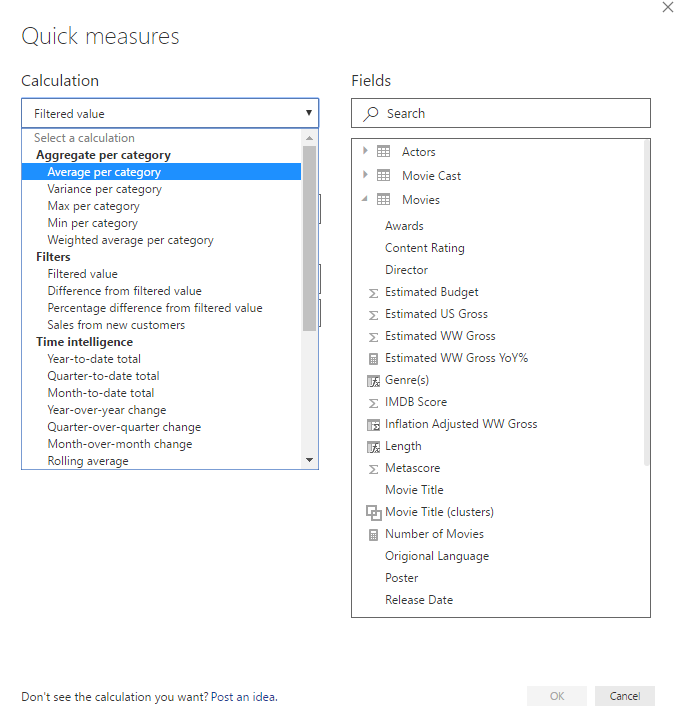 Quick measures
Calculation
Filtered value
Select a calculation
Aggregate per category
Average per category
Variance per category
Max per category
Min per category
Weighted average per category
Filters
Filtered value
Difference from filtered value
Percentage difference from filtered value
Sales from new customers
Time intelligence
Year-to-date total
Quarter-to-date total
Month-to-date total
Year-over-year change
Quarter-over-quarter change
Month-over-month change
Rolling average
Fields
Search
Actors
Movie Cast
Movies
Awards
Content Rating
Director
Estimated Budget
Estimated US Gross
Estimated WW Gross
Estimated WW Gross YoY%
Genre(s)
IMDB Score
Inflation Adjusted WW Gross
Length
Metascore
Movie Title
Movie Title (clusters)
Number of Movies
Origional Language
Poster
Release Date
Don't see the calculation you want? Post an idea.
OK
Cancel